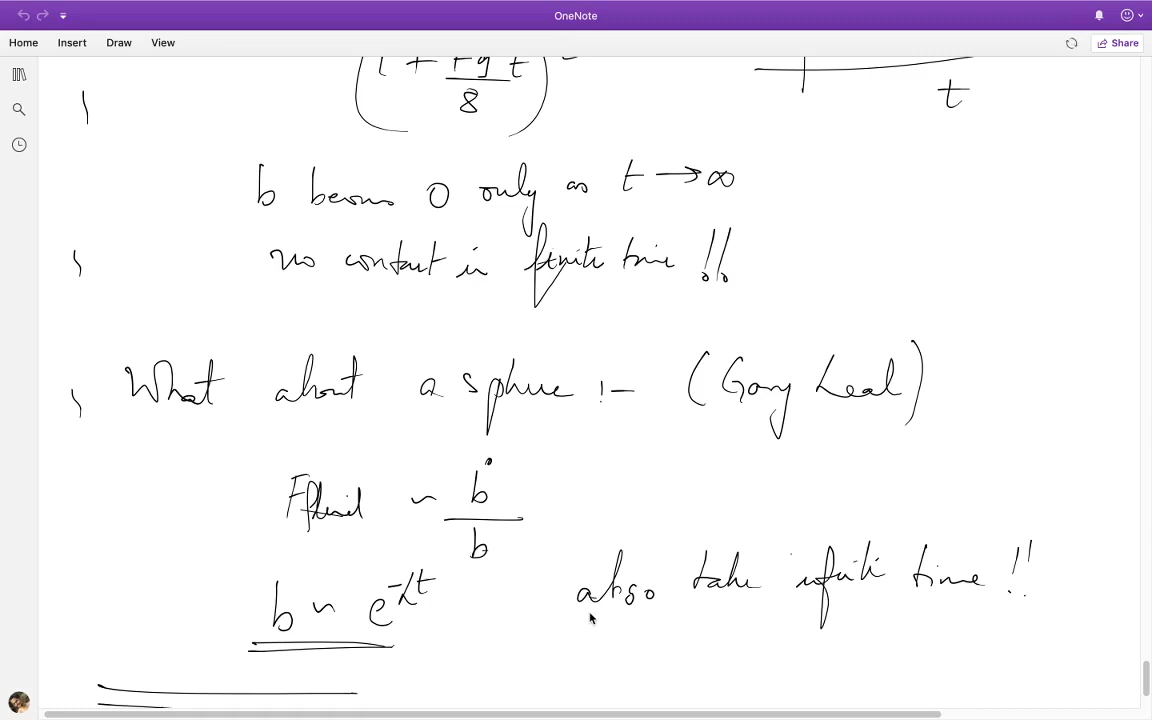 OneNote
Home Insert Draw View Share
8 t
b becoms 0 only as t → ∞
no contact in finite time !!
What about a sphere :- (Gary Leal)
Ffluid ~ ḃ / b
b ~ e^-λt also take infinite time !!